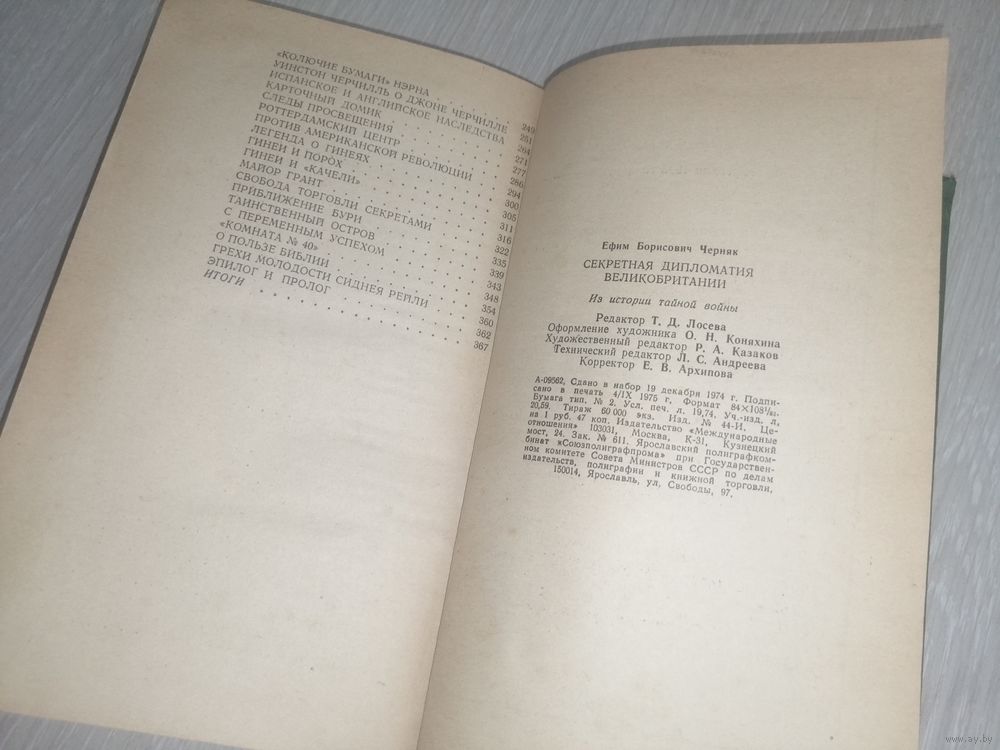 «КОЛЮЧИЕ БУМАГИ» НЭРНА . . . . . 249
УИНСТОН ЧЕРЧИЛЛЬ О ДЖОНЕ ЧЕРЧИЛЛЕ 251
ИСПАНСКОЕ И АНГЛИЙСКОЕ НАСЛЕДСТВА 264
КАРТОЧНЫЙ ДОМИК . . . . . 271
СЛЕДЫ ПРОСВЕЩЕНИЯ . . . . . 277
РОТТЕРДАМСКИЙ ЦЕНТР . . . . . 286
ПРОТИВ АМЕРИКАНСКОЙ РЕВОЛЮЦИИ . . 294
ЛЕГЕНДА О ГИНЕЯХ . . . . . 300
ГИНЕИ И ПОРОХ . . . . . 305
ГИНЕИ И «КАЧЕЛИ» . . . . . 311
МАЙОР ГРАНТ . . . . . 316
СВОБОДА ТОРГОВЛИ СЕКРЕТАМИ . . . 322
ПРИБЛИЖЕНИЕ БУРИ . . . . . 335
ТАИНСТВЕННЫЙ ОСТРОВ . . . . . 339
С ПЕРЕМЕННЫМ УСПЕХОМ . . . . . 343
«КОМНАТА № 40» . . . . . 348
О ПОЛЬЗЕ БИБЛИИ . . . . . 354
ГРЕХИ МОЛОДОСТИ СИДНЕЯ РЕЙЛИ . . 360
ЭПИЛОГ И ПРОЛОГ . . . . . 362
ИТОГИ . . . . . 367
Ефим Борисович Черняк
СЕКРЕТНАЯ ДИПЛОМАТИЯ
ВЕЛИКОБРИТАНИИ
Из истории тайной войны
Редактор Т. Д. Лосева
Оформление художника О. Н. Коняхина
Художественный редактор Р. А. Казаков
Технический редактор Л. С. Андреева
Корректор Е. В. Архипова
А-09562. Сдано в набор 19 декабря 1974 г. Подпи-
сано в печать 4/IX 1975 г. Формат 84×108 1/32.
Бумага тип. № 2. Усл. печ. л. 19,74. Уч.-изд. л.
20,59. Тираж 60 000 экз. Изд. № 44-И. Це-
на 1 руб. 47 коп. Издательство «Международные
отношения» 103031, Москва, К-31, Кузнецкий
мост, 24. Зак. № 611. Ярославский полиграфком-
бинат «Союзполиграфпрома» при Государствен-
ном комитете Совета Министров СССР по делам
издательств, полиграфии и книжной торговли,
150014, Ярославль, ул. Свободы, 97.
www.ay.by